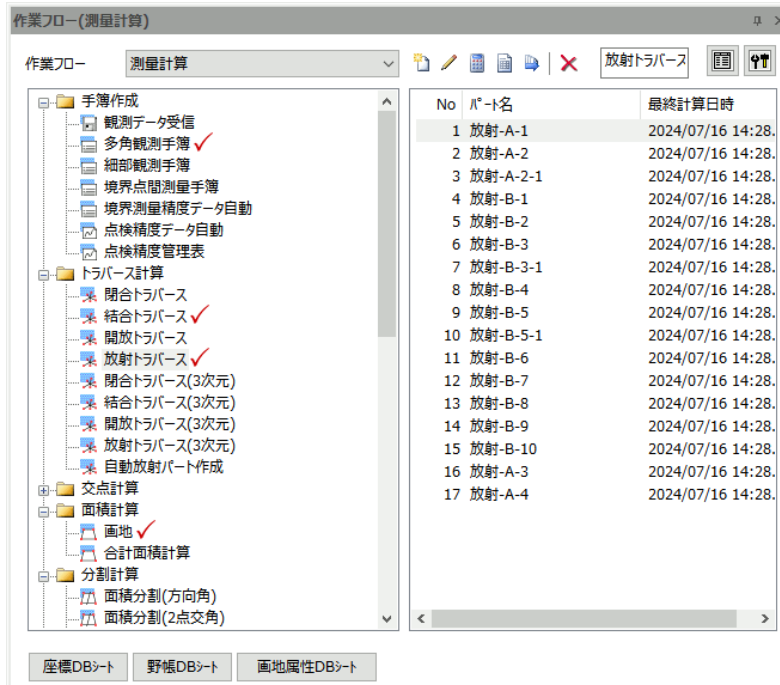 作業フロー(測量計算)
作業フロー 測量計算 放射トラバース
手簿作成
観測データ受信
多角観測手簿
細部観測手簿
境界点間測量手簿
境界測量精度データ自動
点検精度データ自動
点検精度管理表
トラバース計算
閉合トラバース
結合トラバース
開放トラバース
放射トラバース
閉合トラバース(3次元)
結合トラバース(3次元)
開放トラバース(3次元)
放射トラバース(3次元)
自動放射パート作成
交点計算
面積計算
画地
合計面積計算
分割計算
面積分割(方向角)
面積分割(2点交角)
No ﾊﾟｰﾄ名 最終計算日時
1 放射-A-1 2024/07/16 14:28.
2 放射-A-2 2024/07/16 14:28.
3 放射-A-2-1 2024/07/16 14:28.
4 放射-B-1 2024/07/16 14:28.
5 放射-B-2 2024/07/16 14:28.
6 放射-B-3 2024/07/16 14:28.
7 放射-B-3-1 2024/07/16 14:28.
8 放射-B-4 2024/07/16 14:28.
9 放射-B-5 2024/07/16 14:28.
10 放射-B-5-1 2024/07/16 14:28.
11 放射-B-6 2024/07/16 14:28.
12 放射-B-7 2024/07/16 14:28.
13 放射-B-8 2024/07/16 14:28.
14 放射-B-9 2024/07/16 14:28.
15 放射-B-10 2024/07/16 14:28.
16 放射-A-3 2024/07/16 14:28.
17 放射-A-4 2024/07/16 14:28.
座標DBｼｰﾄ 野帳DBｼｰﾄ 画地属性DBｼｰﾄ